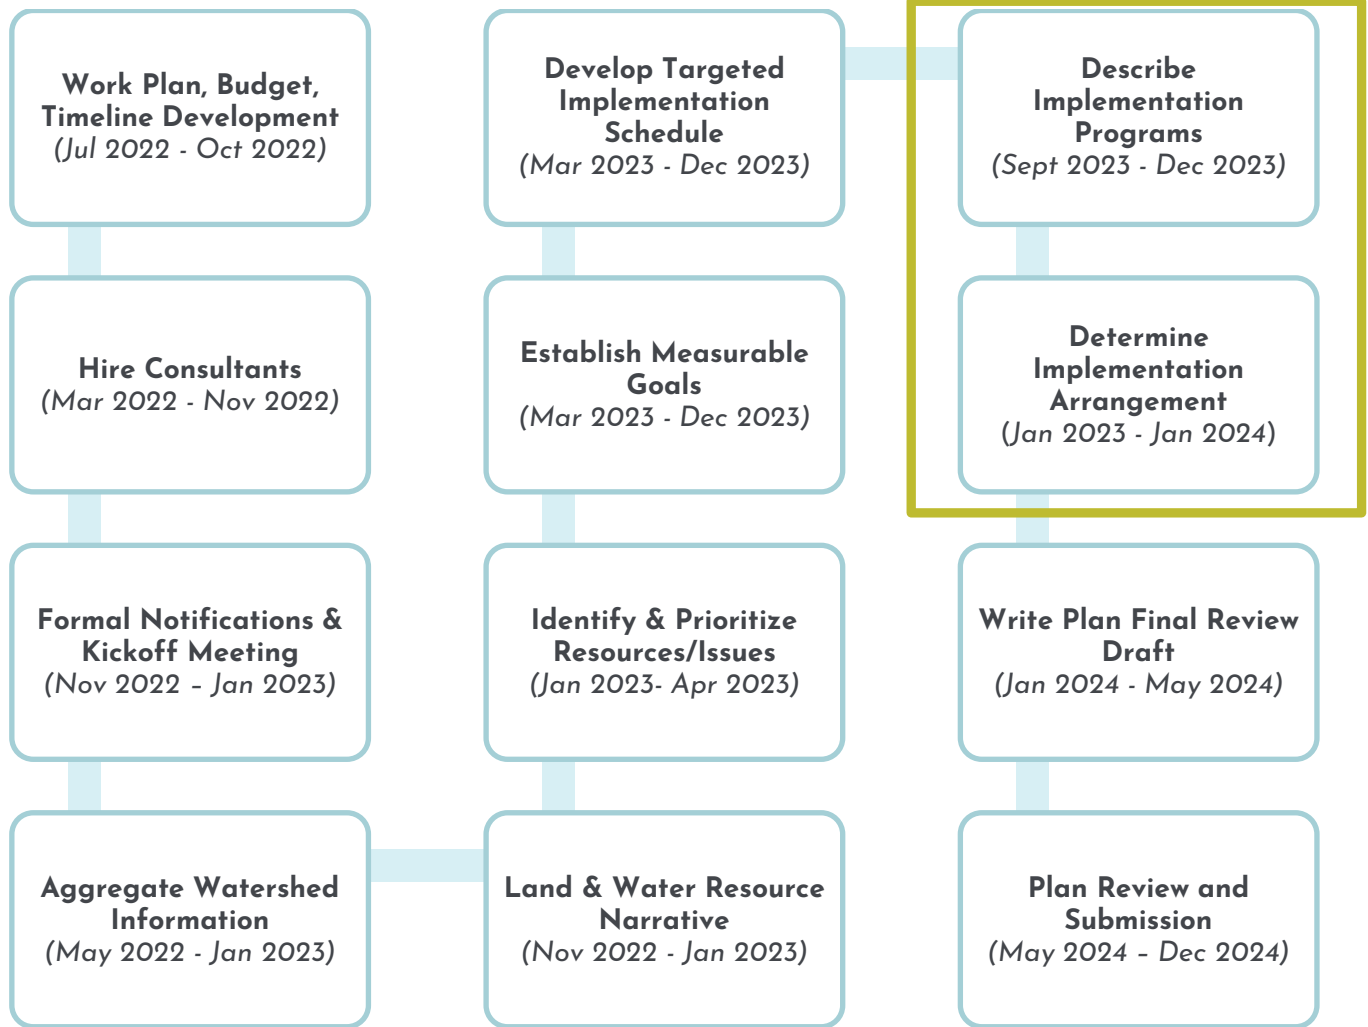 Work Plan, Budget,
Timeline Development
(Jul 2022 - Oct 2022)
Hire Consultants
(Mar 2022 - Nov 2022)
Formal Notifications &
Kickoff Meeting
(Nov 2022 – Jan 2023)
Aggregate Watershed
Information
(May 2022 - Jan 2023)
Land & Water Resource
Narrative
(Nov 2022 - Jan 2023)
Identify & Prioritize
Resources/Issues
(Jan 2023- Apr 2023)
Establish Measurable
Goals
(Mar 2023 - Dec 2023)
Develop Targeted
Implementation
Schedule
(Mar 2023 - Dec 2023)
Describe
Implementation
Programs
(Sept 2023 - Dec 2023)
Determine
Implementation
Arrangement
(Jan 2023 - Jan 2024)
Write Plan Final Review
Draft
(Jan 2024 - May 2024)
Plan Review and
Submission
(May 2024 – Dec 2024)